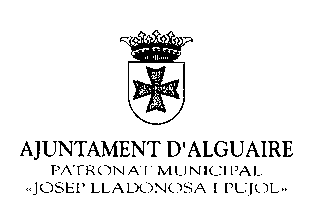 AJUNTAMENT D'ALGUAIRE
PATRONAT MUNICIPAL
«JOSEP LLADONOSA I PUJOL»